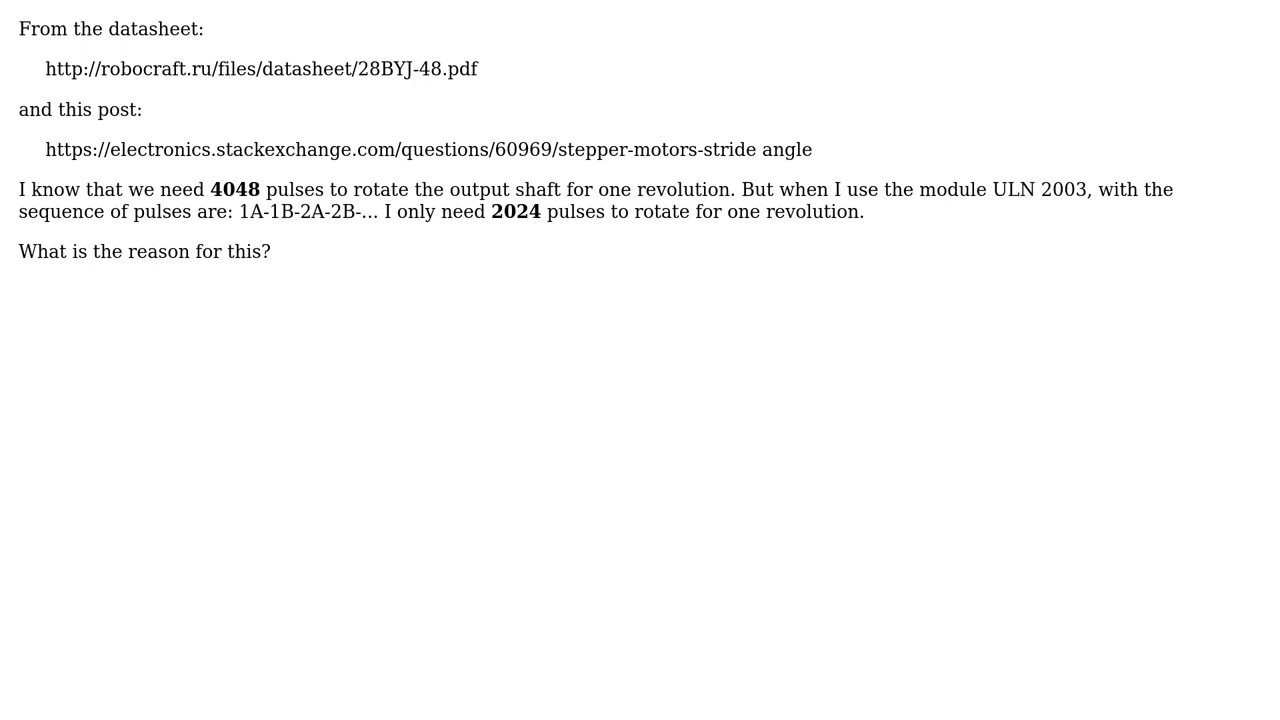 From the datasheet:
http://robocraft.ru/files/datasheet/28BYJ-48.pdf
and this post:
https://electronics.stackexchange.com/questions/60969/stepper-motors-stride angle
I know that we need 4048 pulses to rotate the output shaft for one revolution. But when I use the module ULN 2003, with the
sequence of pulses are: 1A-1B-2A-2B-... I only need 2024 pulses to rotate for one revolution.
What is the reason for this?